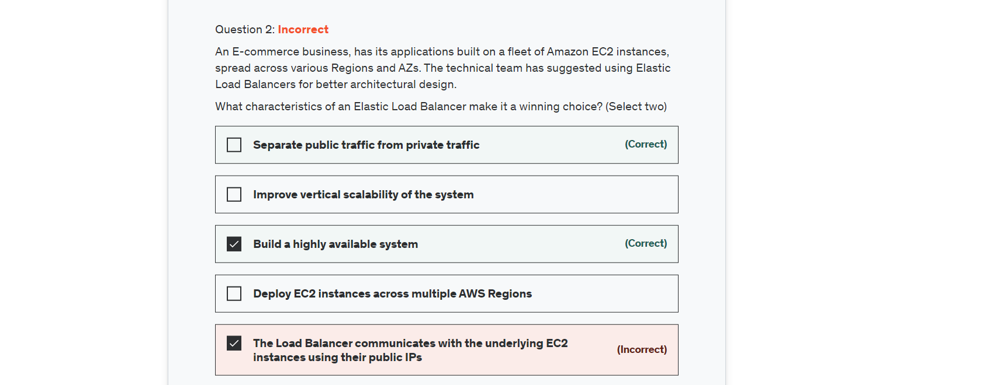 Question 2: Incorrect
An E-commerce business, has its applications built on a fleet of Amazon EC2 instances,
spread across various Regions and AZs. The technical team has suggested using Elastic
Load Balancers for better architectural design.
What characteristics of an Elastic Load Balancer make it a winning choice? (Select two)
Separate public traffic from private traffic (Correct)
Improve vertical scalability of the system
Build a highly available system (Correct)
Deploy EC2 instances across multiple AWS Regions
The Load Balancer communicates with the underlying EC2
instances using their public IPs (Incorrect)